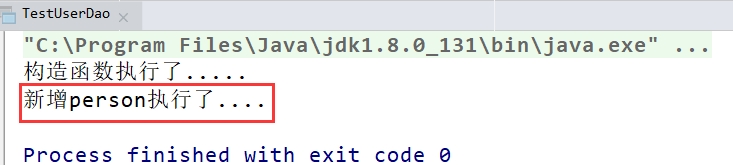 TestUserDao
"C:\Program Files\Java\jdk1.8.0_131\bin\java.exe" ...
构造函数执行了.....
新增person执行了....
Process finished with exit code 0